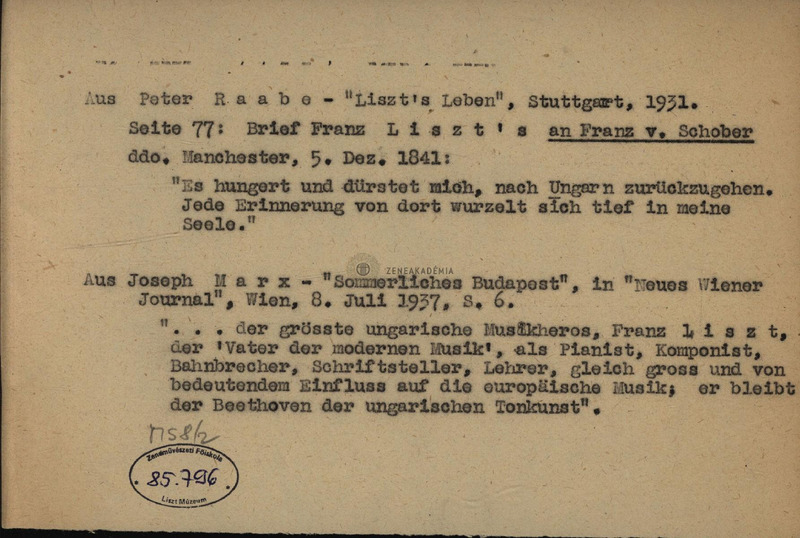 Aus Peter R a a b e - "Liszt's Leben", Stuttgart, 1931.
Seite 77: Brief Franz L i s z t ' s an Franz v. Schober
ddo. Manchester, 5. Dez. 1841:
"Es hungert und dürstet mich, nach Ungarn zurückzugehen.
Jede Erinnerung von dort wurzelt sich tief in meine
Seele."
ZENEAKADÉMIA
Aus Joseph M a r x - "Sommerliches Budapest", in "Neues Wiener
Journal", Wien, 8. Juli 1937, S. 6.
". . . der grösste ungarische Musikheros, Franz L i s z t,
der 'Vater der modernen Musik', als Pianist, Komponist,
Bahnbrecher, Schriftsteller, Lehrer, gleich gross und von
bedeutendem Einfluss auf die europäische Musik; er bleibt
der Beethoven der ungarischen Tonkunst".
MS8/2
Zeneművészeti Főiskola
85.796
Liszt Múzeum